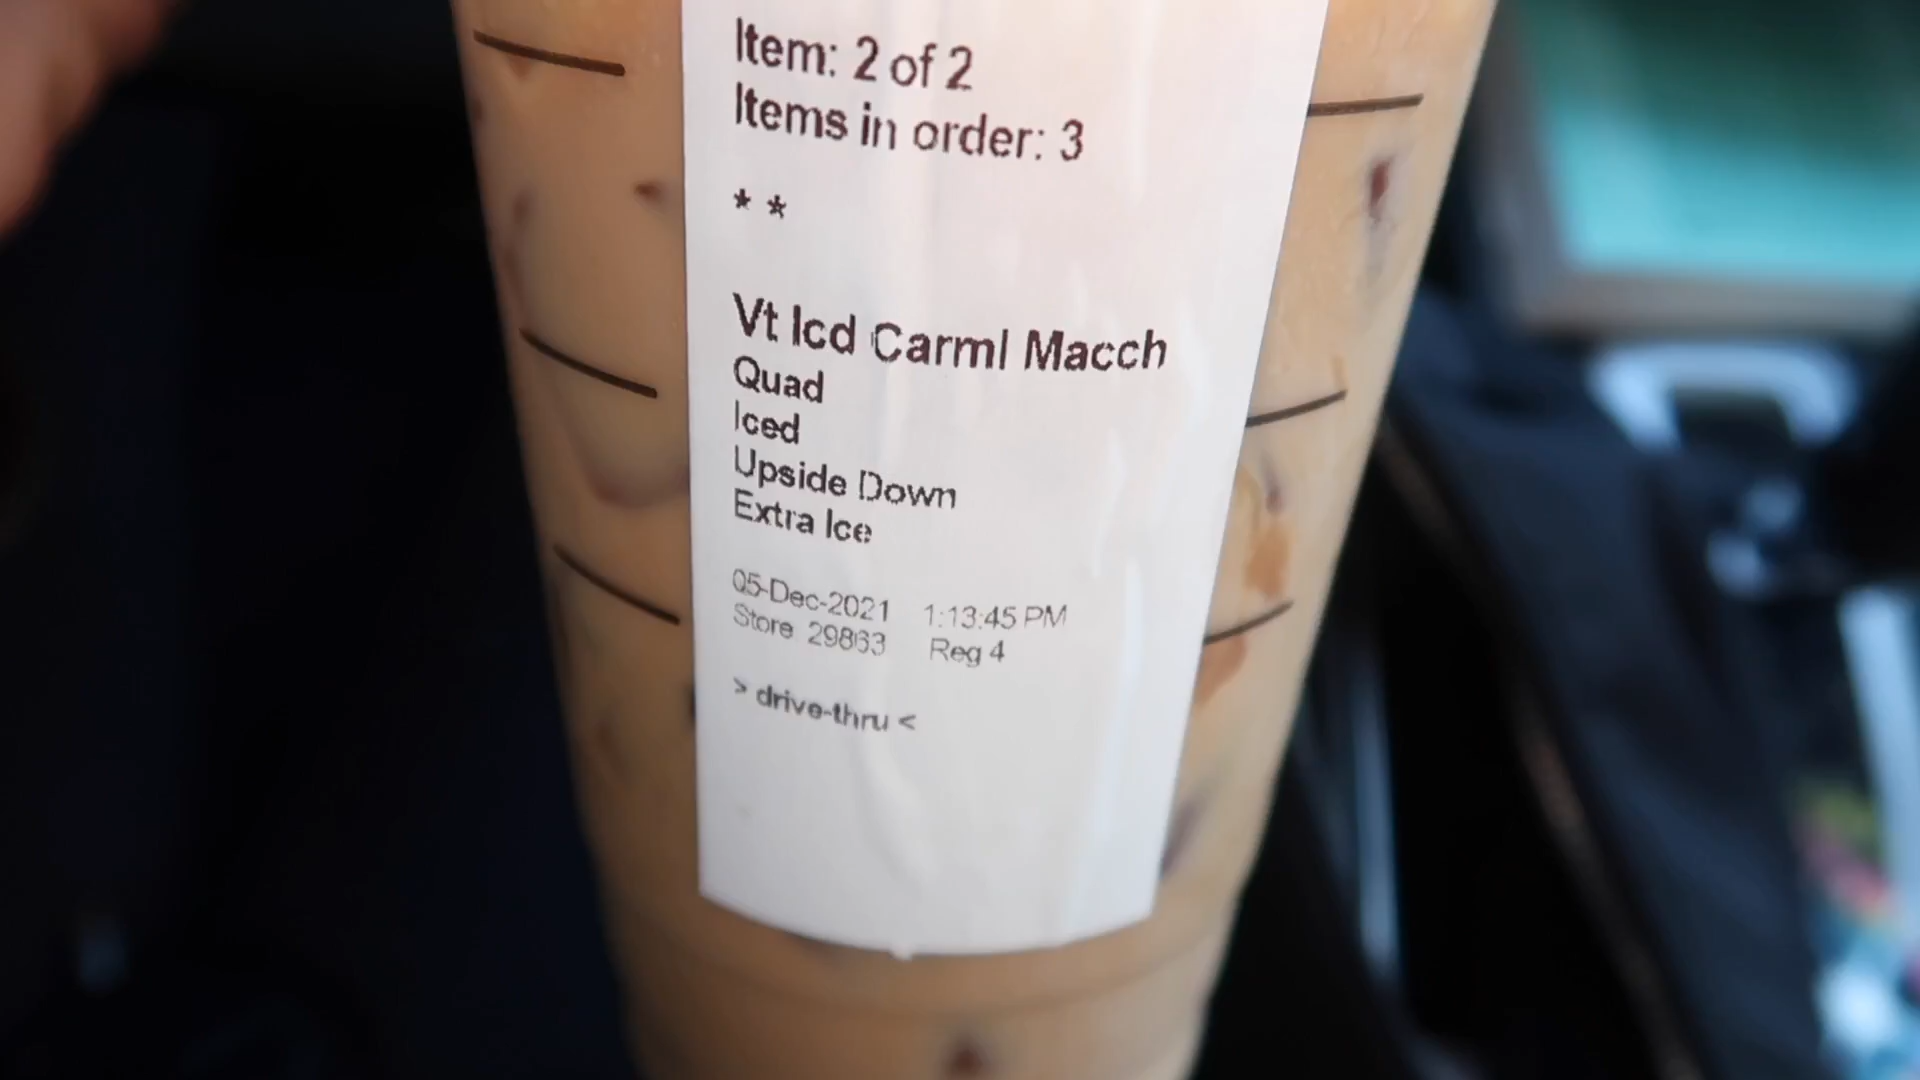 Item: 2 of 2
Items in order: 3
* *
Vt Icd Carml Macch
Quad
Iced
Upside Down
Extra Ice
05-Dec-2021 1:13:45 PM
Store 29863 Reg 4
> drive-thru <